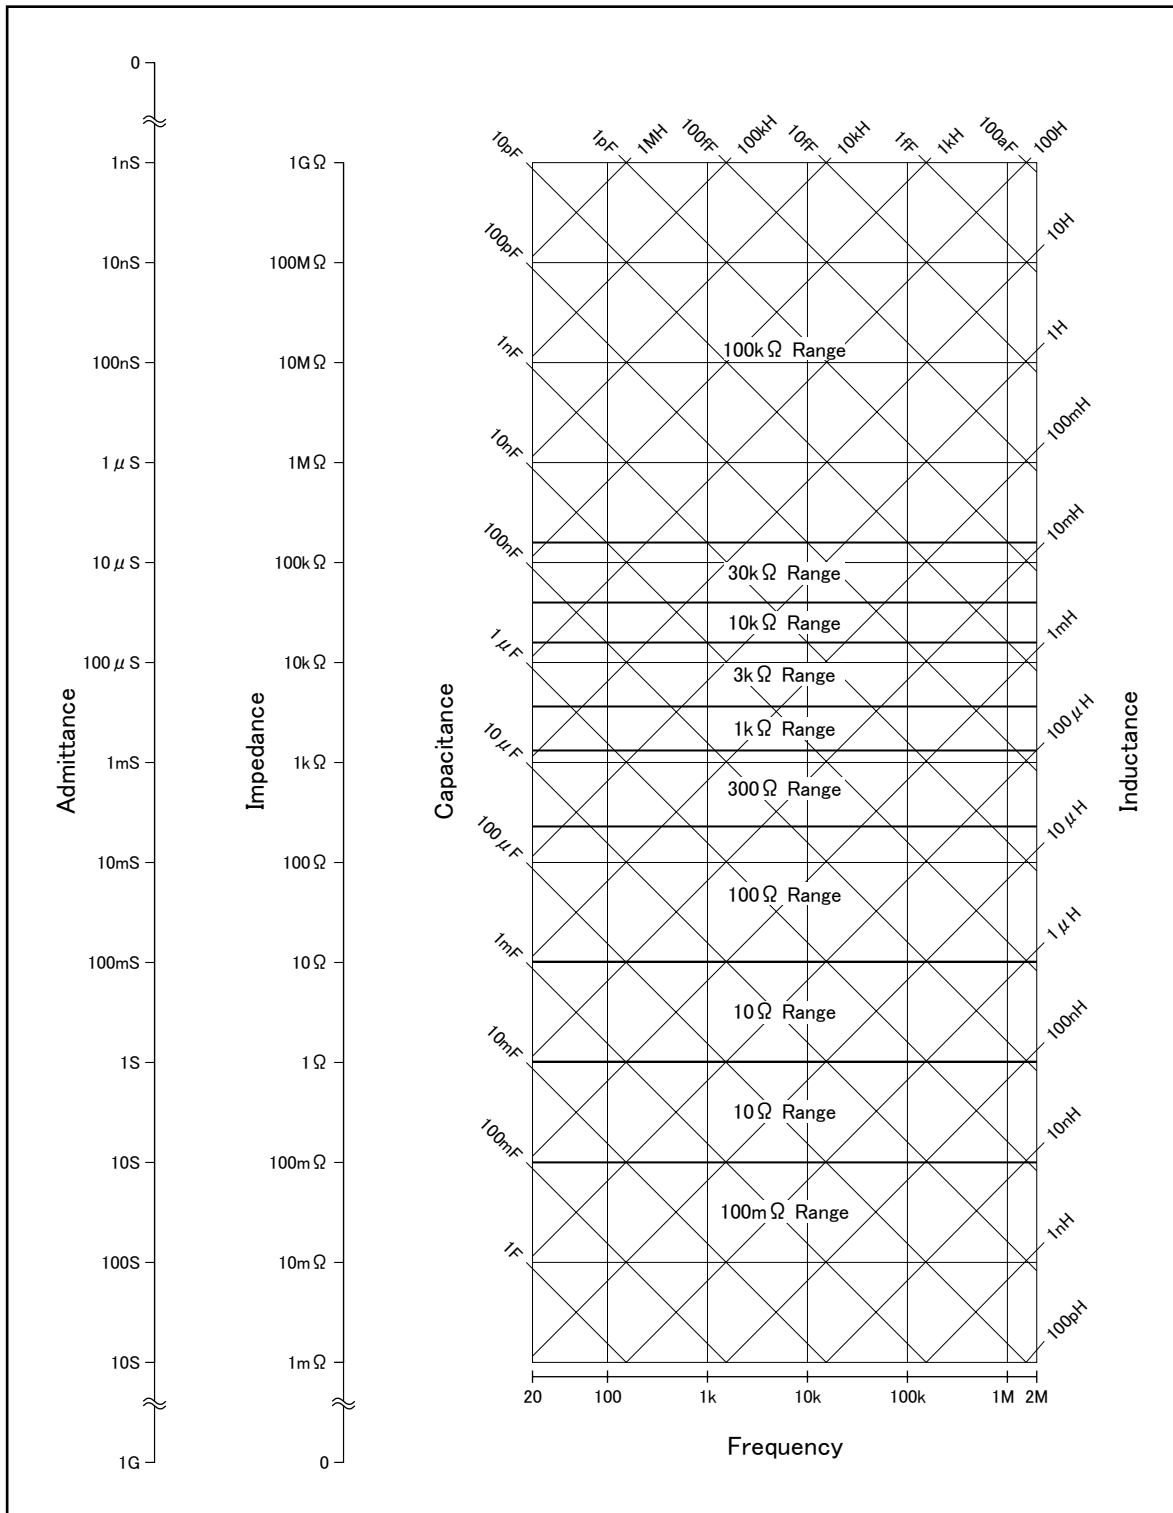 0
1nS
10nS
100nS
1μS
10μS
100μS
1mS
10mS
100mS
1S
10S
100S
10S
1G
Admittance
1GΩ
100MΩ
10MΩ
1MΩ
100kΩ
10kΩ
1kΩ
100Ω
10Ω
1Ω
100mΩ
10mΩ
1mΩ
0
Impedance
Capacitance
10pF
100pF
1nF
10nF
100nF
1μF
10μF
100μF
1mF
10mF
100mF
1F
1pF
1MH
100fF
100kH
10fF
10kH
1fF
1kH
100aF
100H
10H
1H
100mH
10mH
1mH
100μH
10μH
1μH
100nH
10nH
1nH
100pH
Inductance
100kΩ Range
30kΩ Range
10kΩ Range
3kΩ Range
1kΩ Range
300Ω Range
100Ω Range
10Ω Range
10Ω Range
100mΩ Range
20
100
1k
10k
100k
1M
2M
Frequency